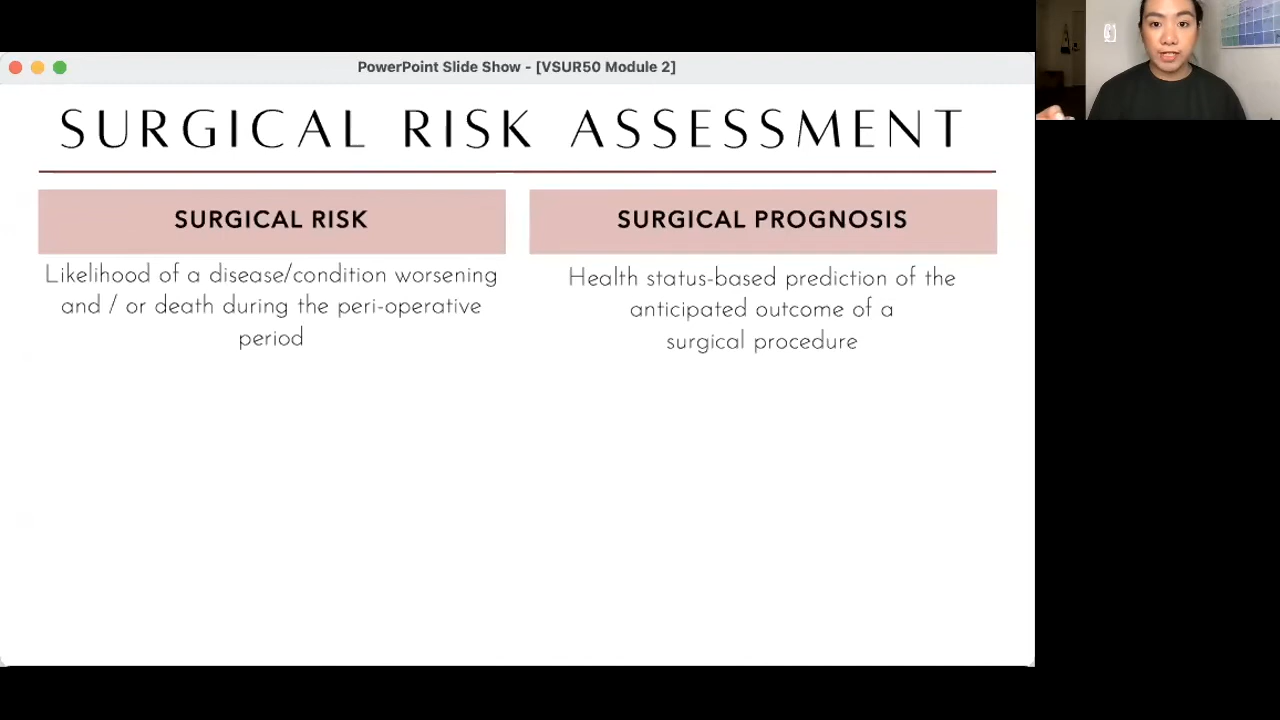 PowerPoint Slide Show - [VSUR50 Module 2]
SURGICAL RISK ASSESSMENT
SURGICAL RISK
Likelihood of a disease/condition worsening
and / or death during the peri-operative
period
SURGICAL PROGNOSIS
Health status-based prediction of the
anticipated outcome of a
surgical procedure